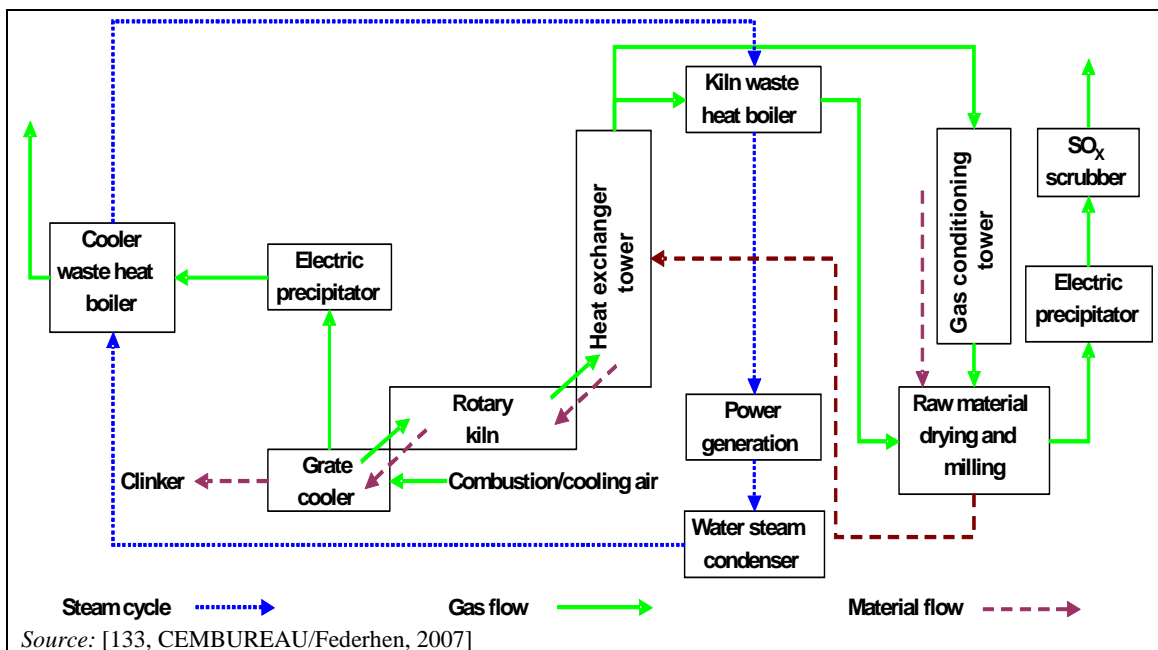 Kiln waste
heat boiler
SOX
scrubber
Gas conditioning
tower
Heat exchanger
tower
Cooler
waste heat
boiler
Electric
precipitator
Electric
precipitator
Rotary
kiln
Power
generation
Raw material
drying and
milling
Grate
cooler
Clinker
Combustion/cooling air
Water steam
condenser
Steam cycle
Gas flow
Material flow
Source: [133, CEMBUREAU/Federhen, 2007]